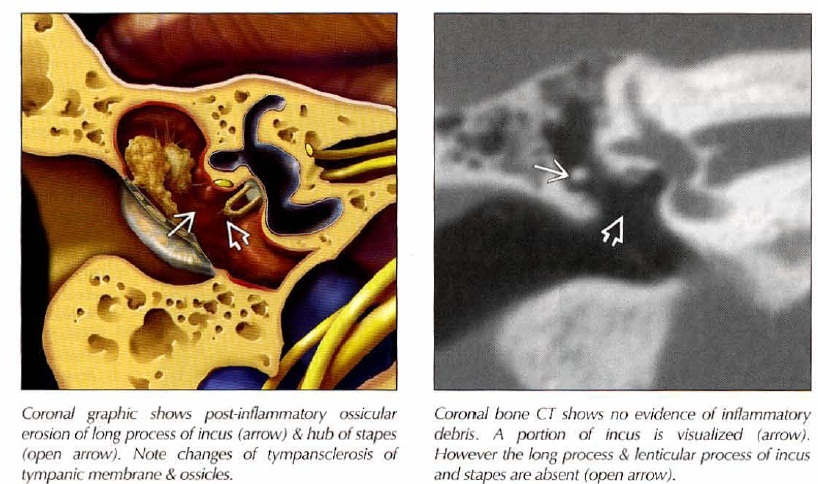 Coronal graphic shows post-inflammatory ossicular
erosion of long process of incus (arrow) & hub of stapes
(open arrow). Note changes of tympansclerosis of
tympanic membrane & ossicles.
Coronal bone CT shows no evidence of inflammatory
debris. A portion of incus is visualized (arrow).
However the long process & lenticular process of incus
and stapes are absent (open arrow).